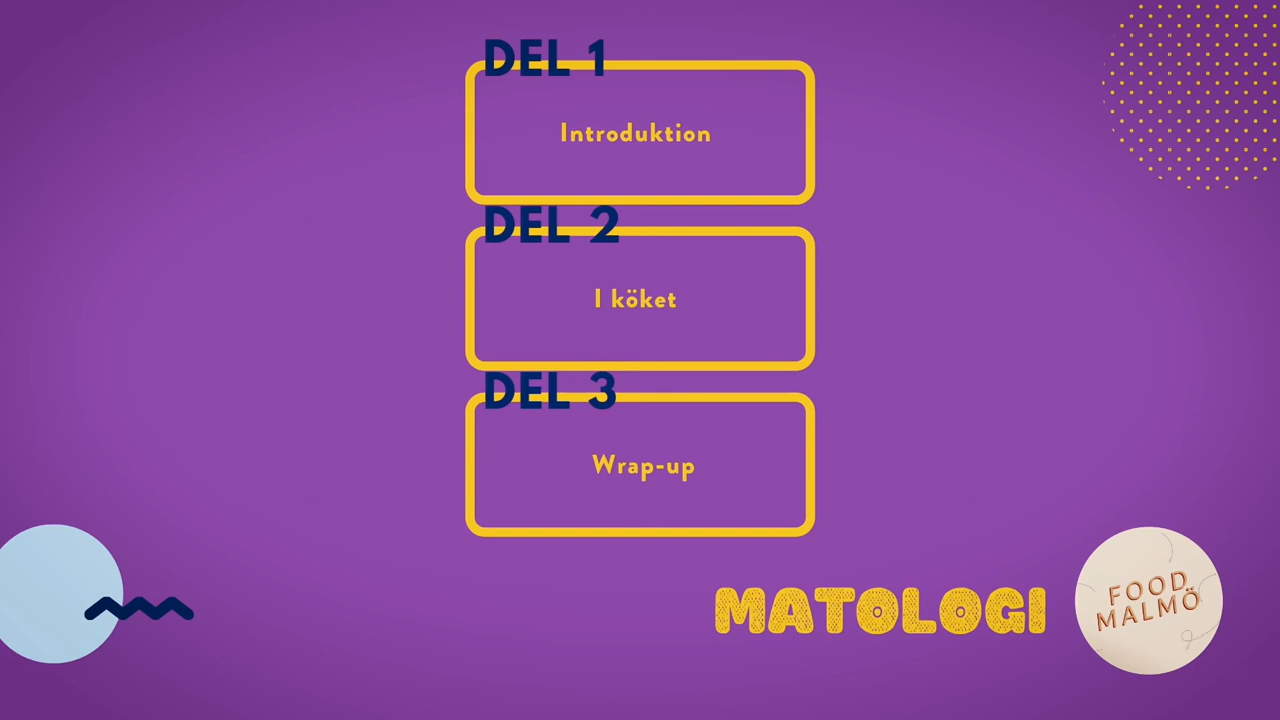 DEL 1
Introduktion
DEL 2
I köket
DEL 3
Wrap-up
MATOLOGI
FOOD
MALMÖ